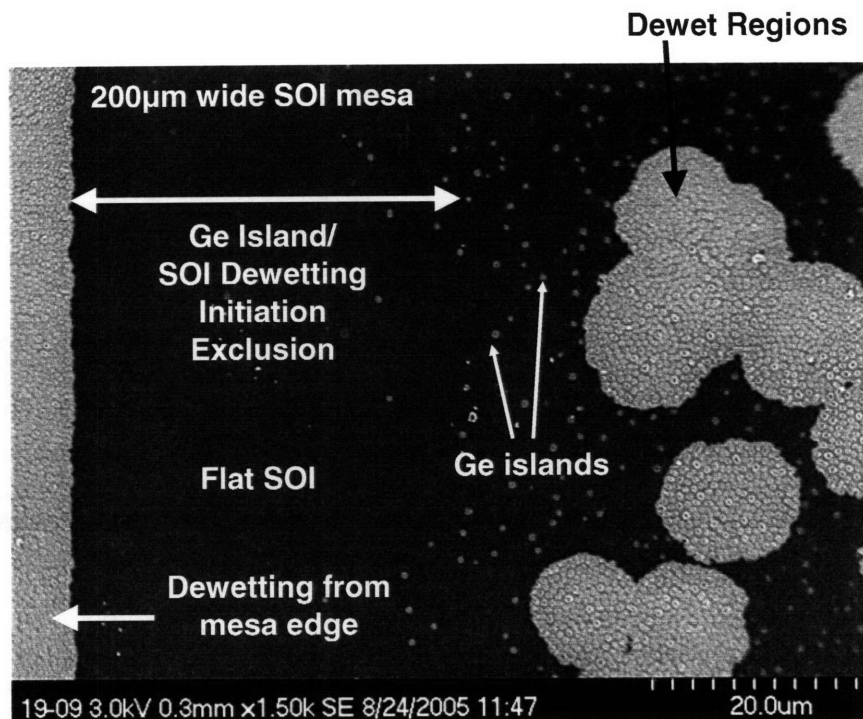 Dewet Regions
200µm wide SOI mesa
Ge Island/
SOI Dewetting
Initiation
Exclusion
Ge islands
Flat SOI
Dewetting from
mesa edge
19-09 3.0kV 0.3mm x1.50k SE 8/24/2005 11:47
20.0um